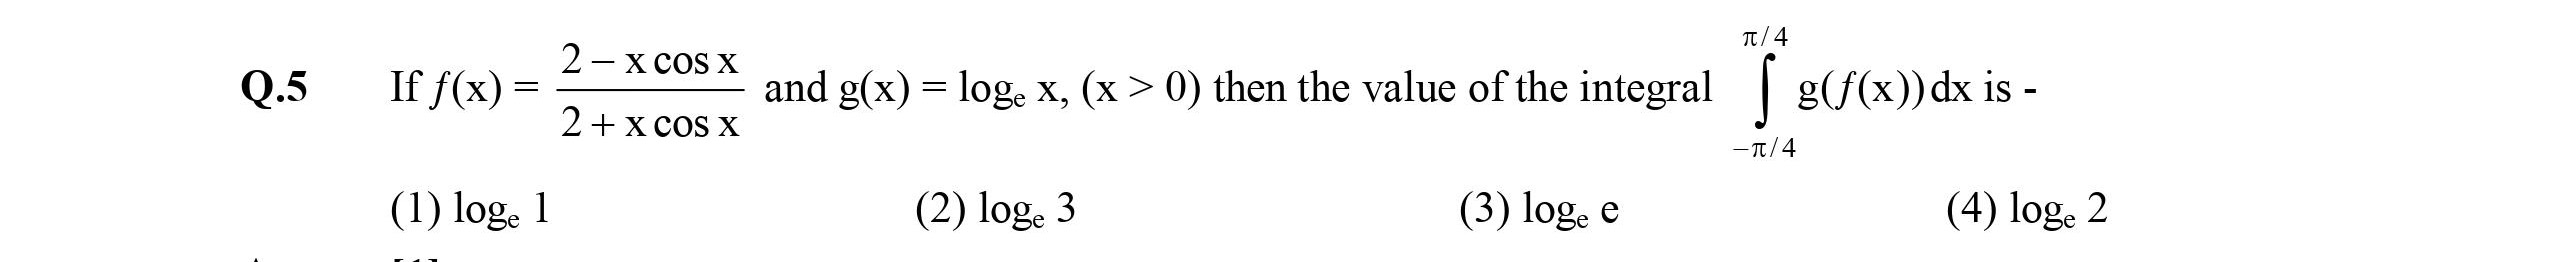 Q.5 If f(x) = (2 – x cos x)/(2 + x cos x) and g(x) = logₑ x, (x > 0) then the value of the integral ∫_{–π/4}^{π/4} g(f(x)) dx is -
(1) logₑ 1 (2) logₑ 3 (3) logₑ e (4) logₑ 2